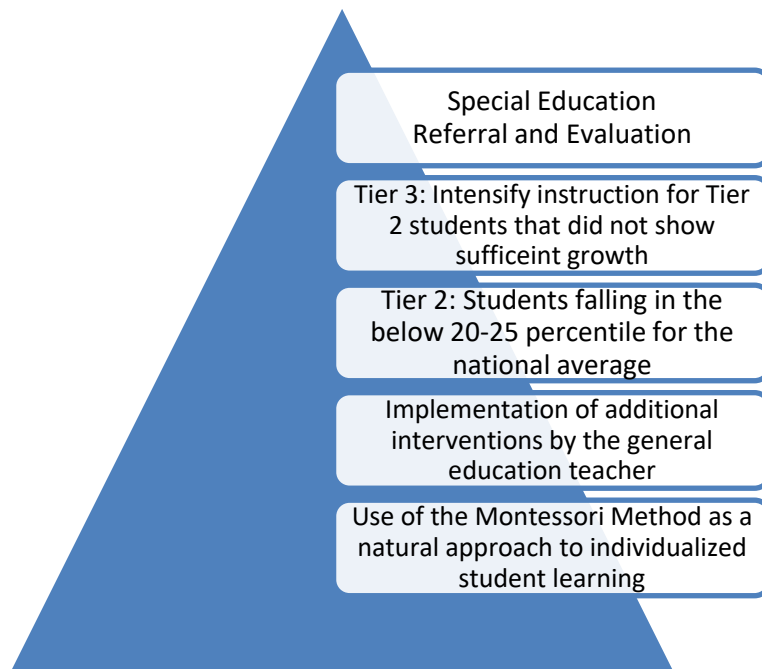 Special Education
Referral and Evaluation
Tier 3: Intensify instruction for Tier
2 students that did not show
sufficeint growth
Tier 2: Students falling in the
below 20-25 percentile for the
national average
Implementation of additional
interventions by the general
education teacher
Use of the Montessori Method as a
natural approach to individualized
student learning